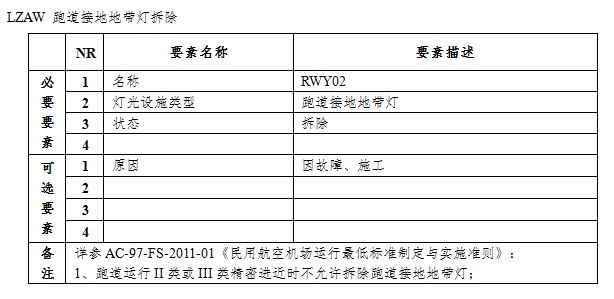 LZAW 跑道接地地带灯拆除
NR 要素名称 要素描述
必要要素
1 名称 RWY02
2 灯光设施类型 跑道接地地带灯
3 状态 拆除
4
可选要素
1 原因 因故障、施工
2
3
4
备注
详参 AC-97-FS-2011-01《民用航空机场运行最低标准制定与实施准则》:
1、跑道运行 II 类或 III 类精密进近时不允许拆除跑道接地地带灯;